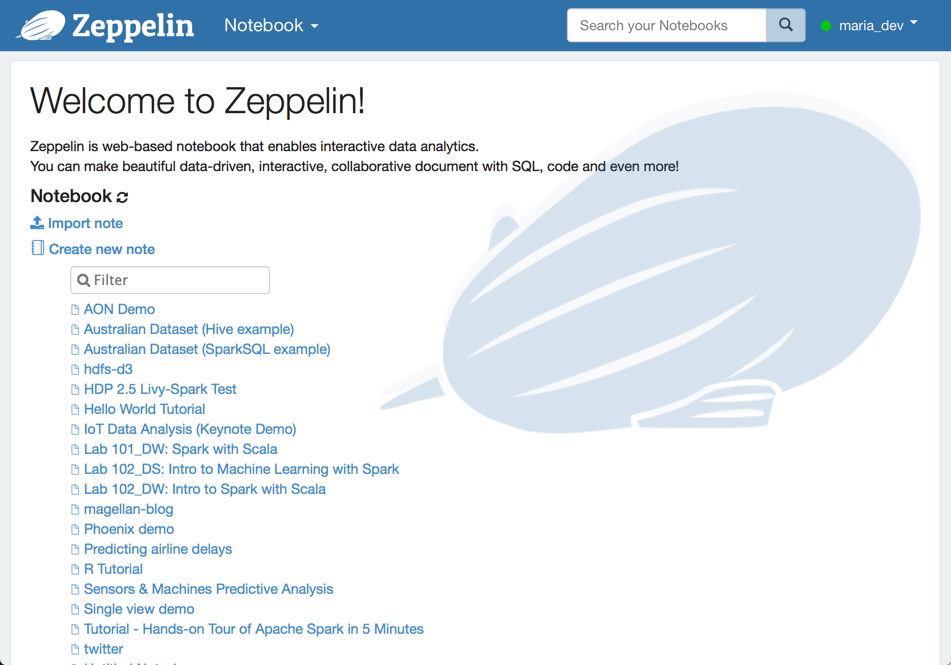 Zeppelin Notebook Search your Notebooks maria_dev
Welcome to Zeppelin!
Zeppelin is web-based notebook that enables interactive data analytics.
You can make beautiful data-driven, interactive, collaborative document with SQL, code and even more!
Notebook
Import note
Create new note
Filter
AON Demo
Australian Dataset (Hive example)
Australian Dataset (SparkSQL example)
hdfs-d3
HDP 2.5 Livy-Spark Test
Hello World Tutorial
IoT Data Analysis (Keynote Demo)
Lab 101_DW: Spark with Scala
Lab 102_DS: Intro to Machine Learning with Spark
Lab 102_DW: Intro to Spark with Scala
magellan-blog
Phoenix demo
Predicting airline delays
R Tutorial
Sensors & Machines Predictive Analysis
Single view demo
Tutorial - Hands-on Tour of Apache Spark in 5 Minutes
twitter